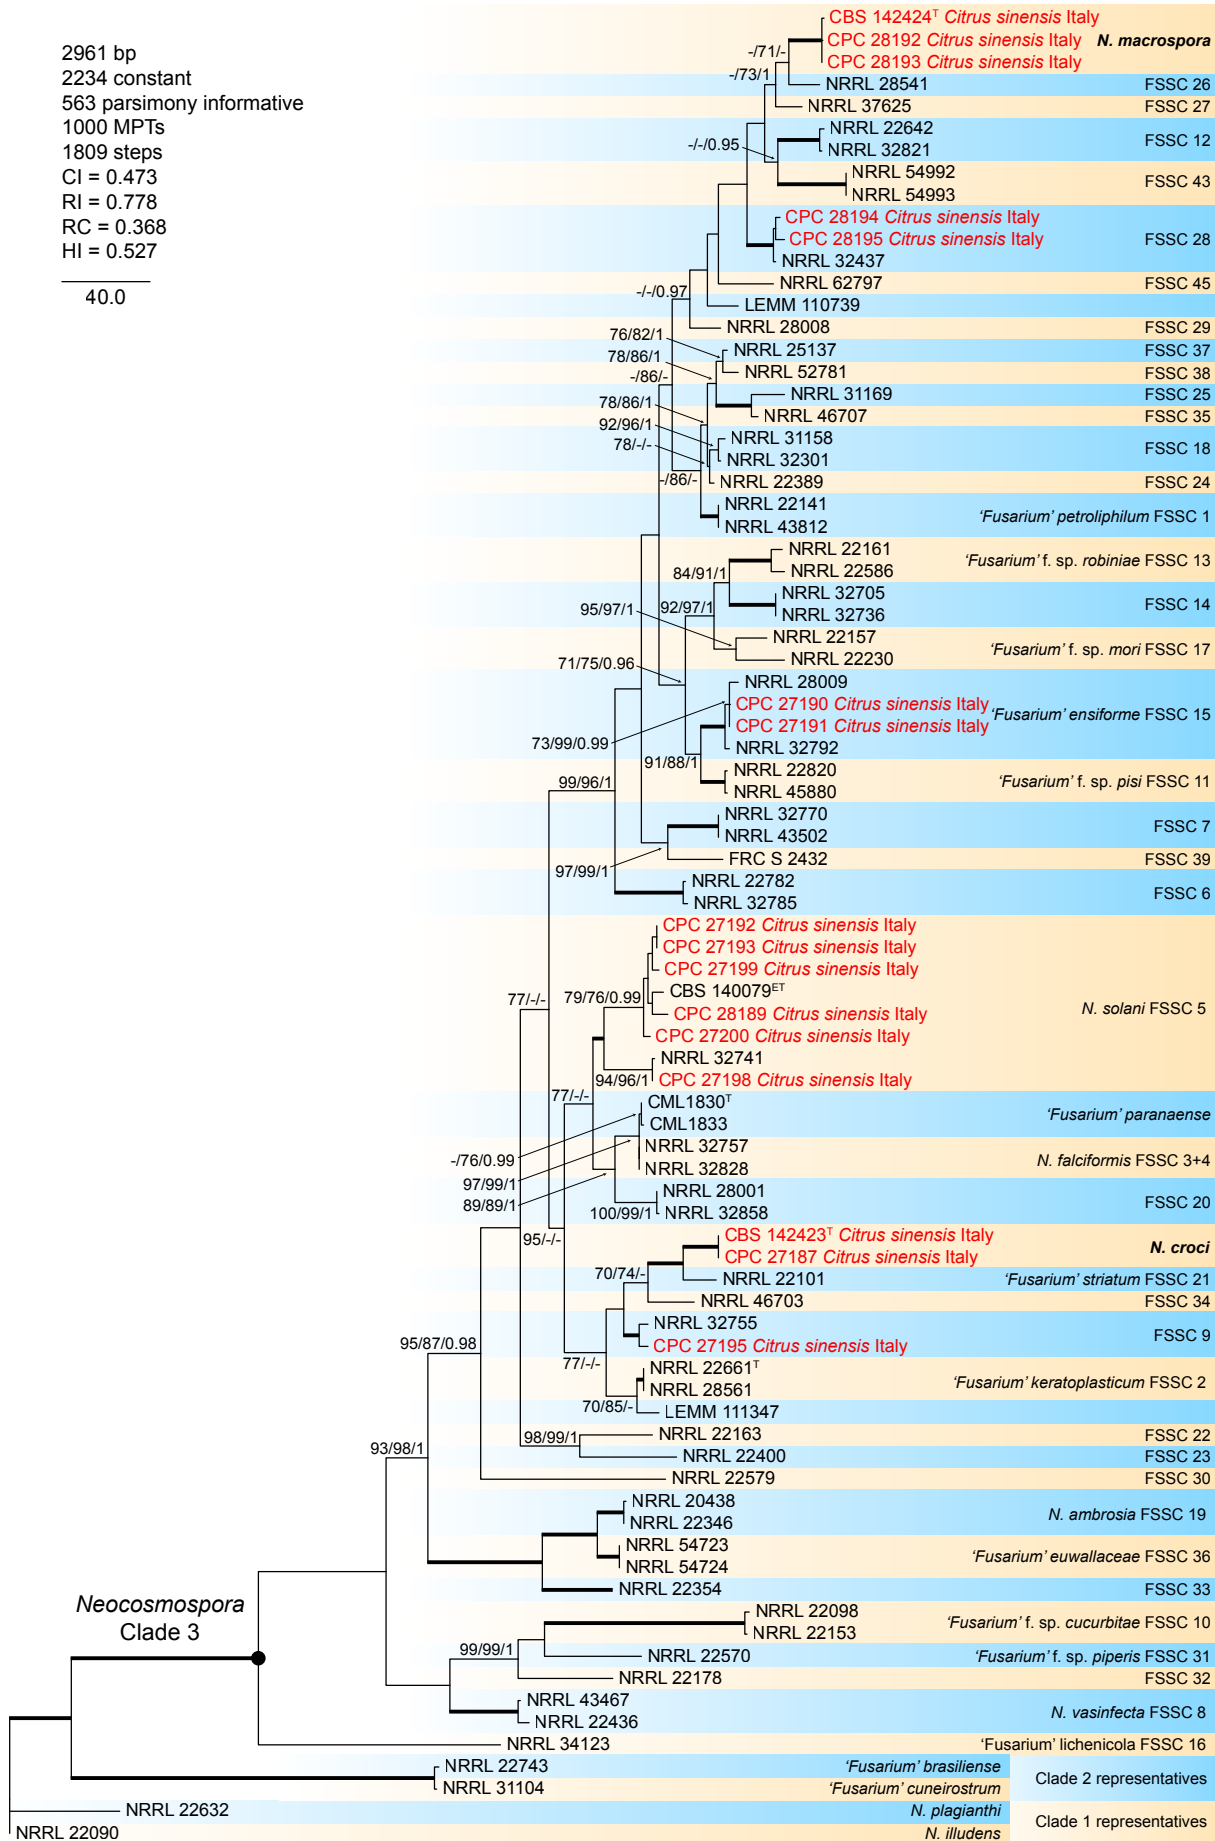 2961 bp
2234 constant
563 parsimony informative
1000 MPTs
1809 steps
CI = 0.473
RI = 0.778
RC = 0.368
HI = 0.527
40.0
CBS 142424ᵀ Citrus sinensis Italy
CPC 28192 Citrus sinensis Italy N. macrospora
CPC 28193 Citrus sinensis Italy
-/71/-
-/73/1
NRRL 28541 FSSC 26
NRRL 37625 FSSC 27
NRRL 22642
FSSC 12
-/-/0.95
NRRL 32821
NRRL 54992
FSSC 43
NRRL 54993
CPC 28194 Citrus sinensis Italy
CPC 28195 Citrus sinensis Italy FSSC 28
NRRL 32437
NRRL 62797 FSSC 45
-/-/0.97
LEMM 110739
NRRL 28008 FSSC 29
76/82/1
NRRL 25137 FSSC 37
78/86/1
NRRL 52781 FSSC 38
-/86/-
NRRL 31169 FSSC 25
78/86/1
NRRL 46707 FSSC 35
92/96/1
NRRL 31158
78/-/-
FSSC 18
NRRL 32301
-/86/-
NRRL 22389 FSSC 24
NRRL 22141
‘Fusarium’ petroliphilum FSSC 1
NRRL 43812
NRRL 22161
‘Fusarium’ f. sp. robiniae FSSC 13
84/91/1
NRRL 22586
NRRL 32705
FSSC 14
95/97/1
92/97/1
NRRL 32736
NRRL 22157
‘Fusarium’ f. sp. mori FSSC 17
NRRL 22230
71/75/0.96
NRRL 28009
CPC 27190 Citrus sinensis Italy
‘Fusarium’ ensiforme FSSC 15
CPC 27191 Citrus sinensis Italy
73/99/0.99
NRRL 32792
91/88/1
NRRL 22820
‘Fusarium’ f. sp. pisi FSSC 11
99/96/1
NRRL 45880
NRRL 32770
FSSC 7
NRRL 43502
FRC S 2432 FSSC 39
97/99/1
NRRL 22782
FSSC 6
NRRL 32785
CPC 27192 Citrus sinensis Italy
CPC 27193 Citrus sinensis Italy
CPC 27199 Citrus sinensis Italy
CBS 140079ᴱᵀ
77/-/-
79/76/0.99
N. solani FSSC 5
CPC 28189 Citrus sinensis Italy
CPC 27200 Citrus sinensis Italy
NRRL 32741
94/96/1
CPC 27198 Citrus sinensis Italy
77/-/-
CML1830ᵀ
‘Fusarium’ paranaense
CML1833
NRRL 32757
-/76/0.99
N. falciformis FSSC 3+4
NRRL 32828
97/99/1
NRRL 28001
89/89/1
FSSC 20
100/99/1
NRRL 32858
95/-/-
CBS 142423ᵀ Citrus sinensis Italy
N. croci
CPC 27187 Citrus sinensis Italy
70/74/-
NRRL 22101 ‘Fusarium’ striatum FSSC 21
NRRL 46703 FSSC 34
NRRL 32755
FSSC 9
95/87/0.98
CPC 27195 Citrus sinensis Italy
77/-/-
NRRL 22661ᵀ
‘Fusarium’ keratoplasticum FSSC 2
NRRL 28561
70/85/-
LEMM 111347
NRRL 22163 FSSC 22
98/99/1
93/98/1
NRRL 22400 FSSC 23
NRRL 22579 FSSC 30
NRRL 20438
N. ambrosia FSSC 19
NRRL 22346
NRRL 54723
‘Fusarium’ euwallaceae FSSC 36
NRRL 54724
NRRL 22354 FSSC 33
Neocosmospora
Clade 3
NRRL 22098
‘Fusarium’ f. sp. cucurbitae FSSC 10
NRRL 22153
99/99/1
NRRL 22570 ‘Fusarium’ f. sp. piperis FSSC 31
NRRL 22178 FSSC 32
NRRL 43467
N. vasinfecta FSSC 8
NRRL 22436
NRRL 34123 ‘Fusarium’ lichenicola FSSC 16
NRRL 22743 ‘Fusarium’ brasiliense
Clade 2 representatives
NRRL 31104 ‘Fusarium’ cuneirostrum
NRRL 22632 N. plagianthi
Clade 1 representatives
NRRL 22090 N. illudens